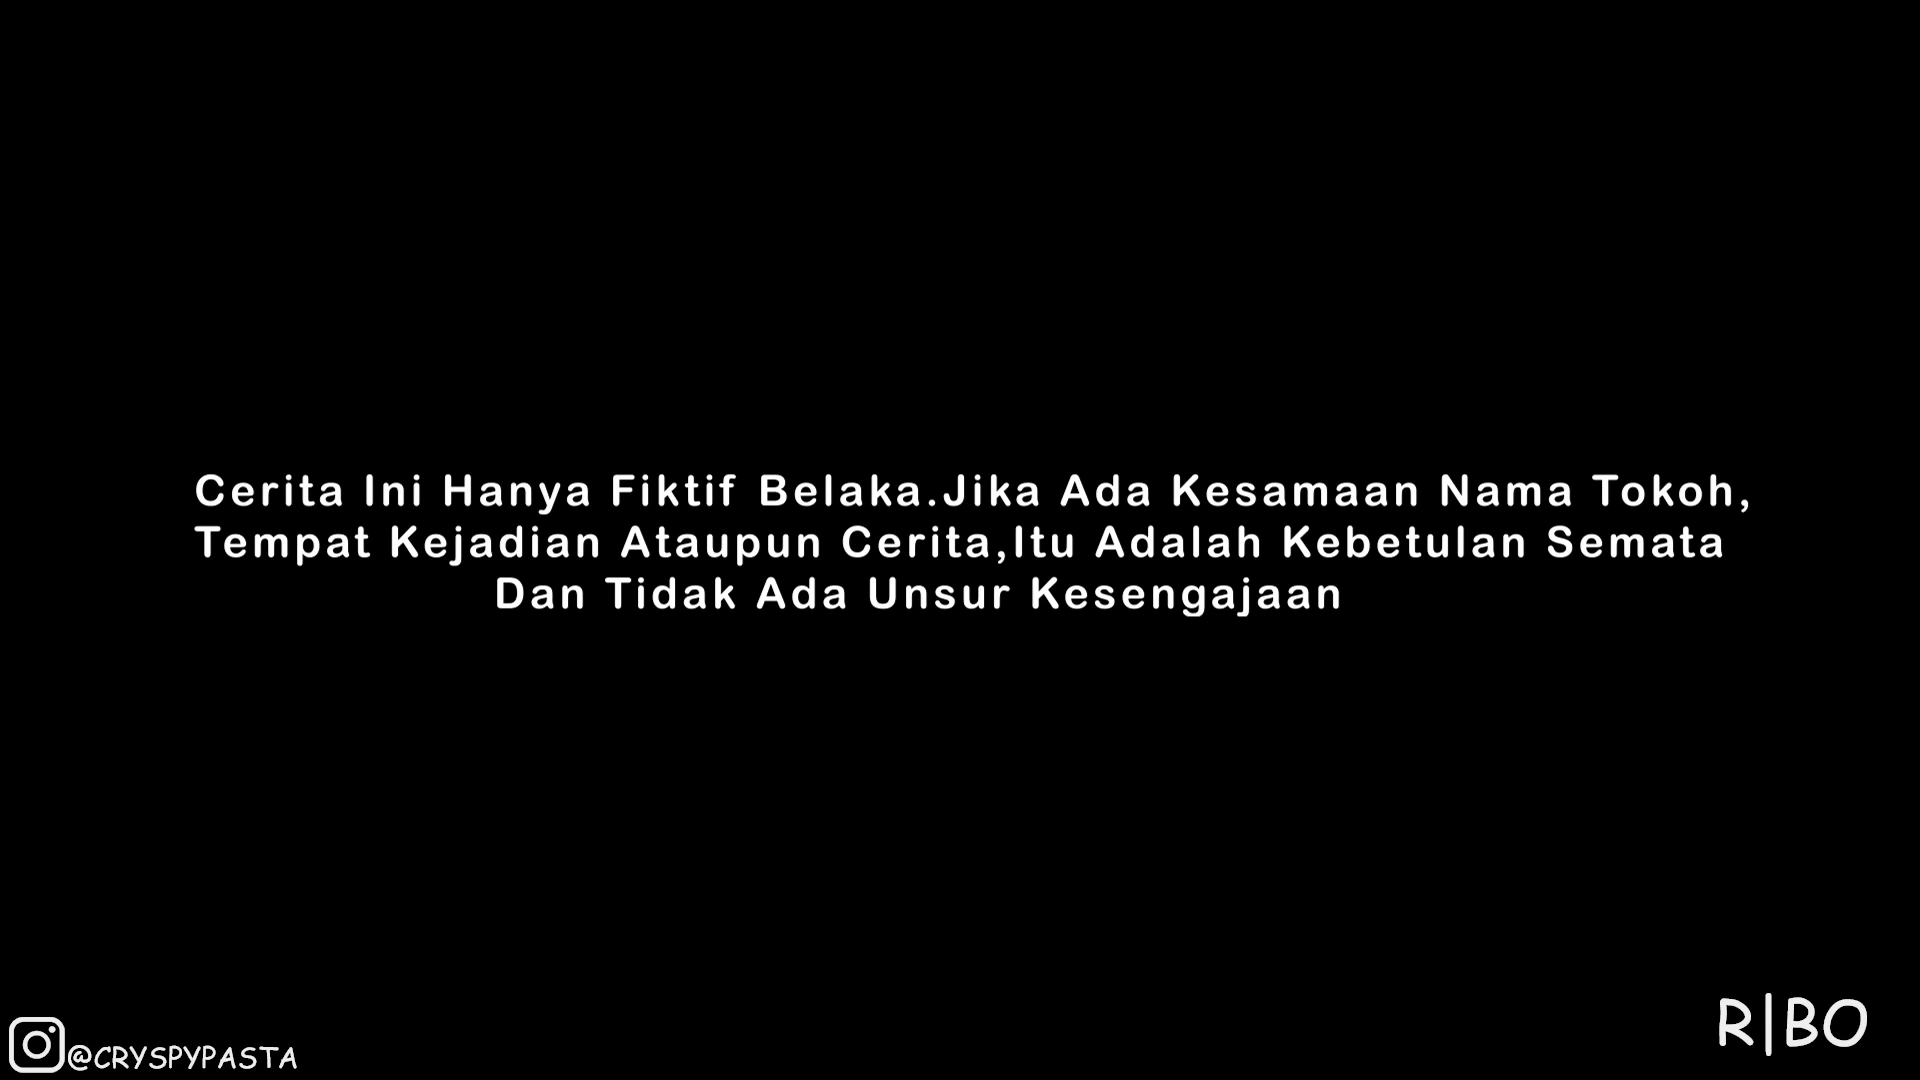 Cerita Ini Hanya Fiktif Belaka.Jika Ada Kesamaan Nama Tokoh,
Tempat Kejadian Ataupun Cerita,Itu Adalah Kebetulan Semata
Dan Tidak Ada Unsur Kesengajaan
@CRYSPYPASTA
R|BO